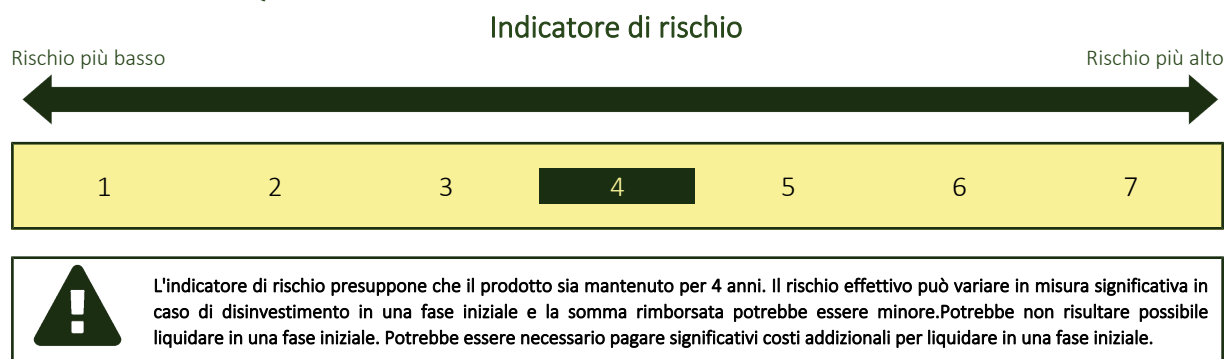 Indicatore di rischio
Rischio più basso
Rischio più alto
1 2 3 4 5 6 7
L'indicatore di rischio presuppone che il prodotto sia mantenuto per 4 anni. Il rischio effettivo può variare in misura significativa in
caso di disinvestimento in una fase iniziale e la somma rimborsata potrebbe essere minore.Potrebbe non risultare possibile
liquidare in una fase iniziale. Potrebbe essere necessario pagare significativi costi addizionali per liquidare in una fase iniziale.